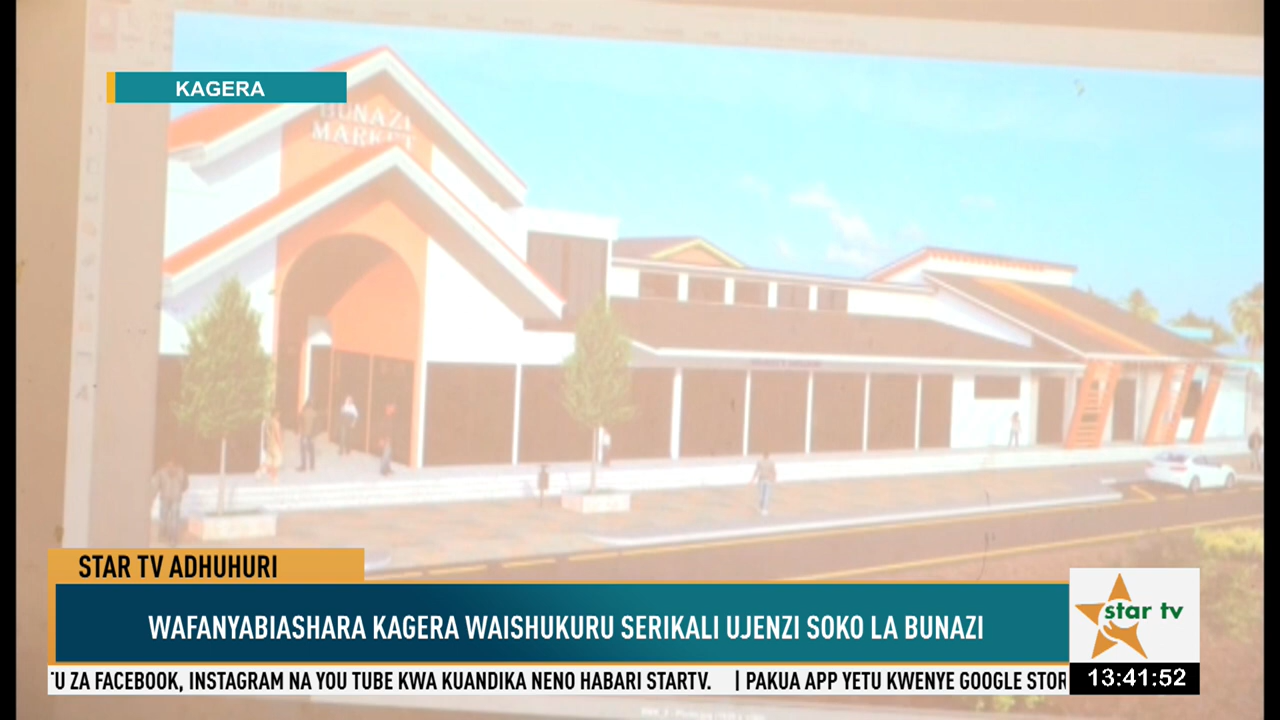 KAGERA
BUNAZI
MARKET
STAR TV ADHUHURI
WAFANYABIASHARA KAGERA WAISHUKURU SERIKALI UJENZI SOKO LA BUNAZI
star tv
ZA FACEBOOK, INSTAGRAM NA YOU TUBE KWA KUANDIKA NENO HABARI STARTV. | PAKUA APP YETU KWENYE GOOGLE
13:41:52